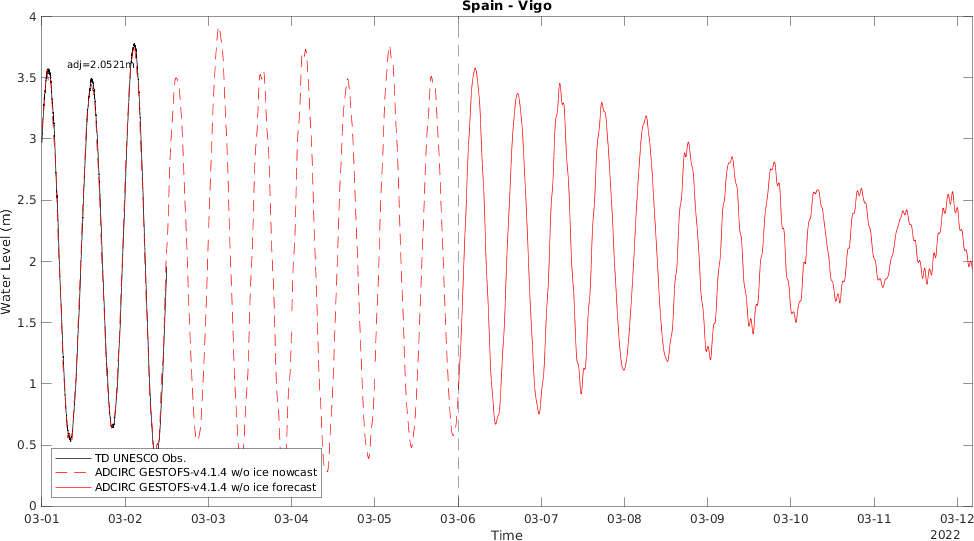 Spain - Vigo
adj=2.0521m
Water Level (m)
4
3.5
3
2.5
2
1.5
1
0.5
0
TD UNESCO Obs.
ADCIRC GESTOFS-v4.1.4 w/o ice nowcast
ADCIRC GESTOFS-v4.1.4 w/o ice forecast
03-01 03-02 03-03 03-04 03-05 03-06 03-07 03-08 03-09 03-10 03-11 03-12
Time
2022